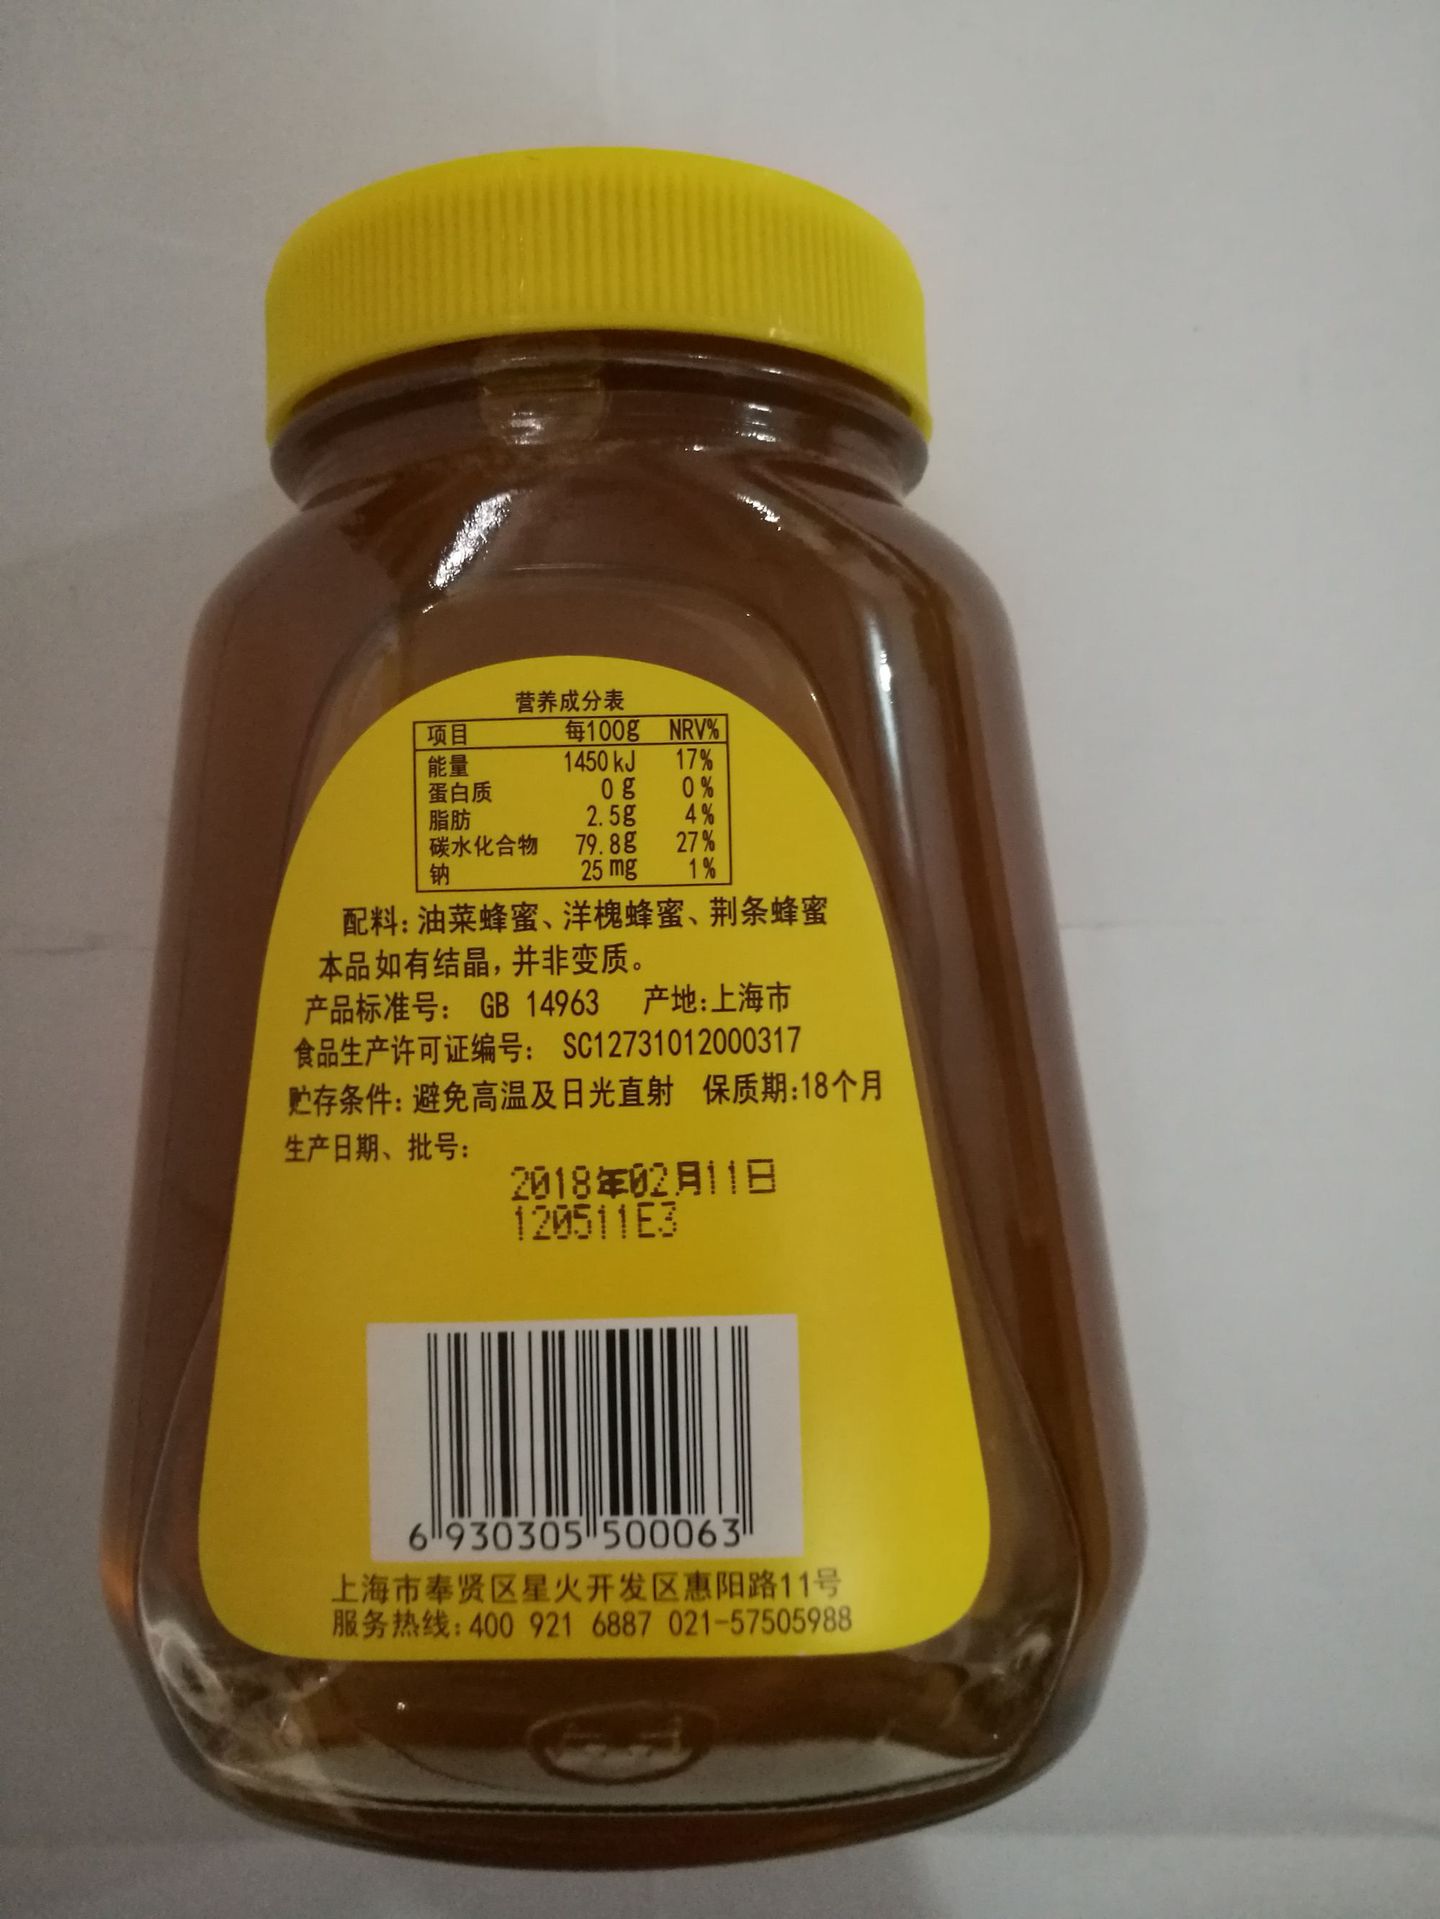 营养成分表
项目 每100g NRV%
能量 1450kJ 17%
蛋白质 0 g 0%
脂肪 2.5g 4%
碳水化合物 79.8g 27%
钠 25mg 1%
配料:油菜蜂蜜、洋槐蜂蜜、荆条蜂蜜
本品如有结晶,并非变质。
产品标准号: GB 14963 产地:上海市
食品生产许可证编号: SC12731012000317
贮存条件:避免高温及日光直射 保质期:18个月
生产日期、批号:
2018年02月11日
120511E3
6 930305 500063
上海市奉贤区星火开发区惠阳路11号
服务热线:400 921 6887 021-57505988